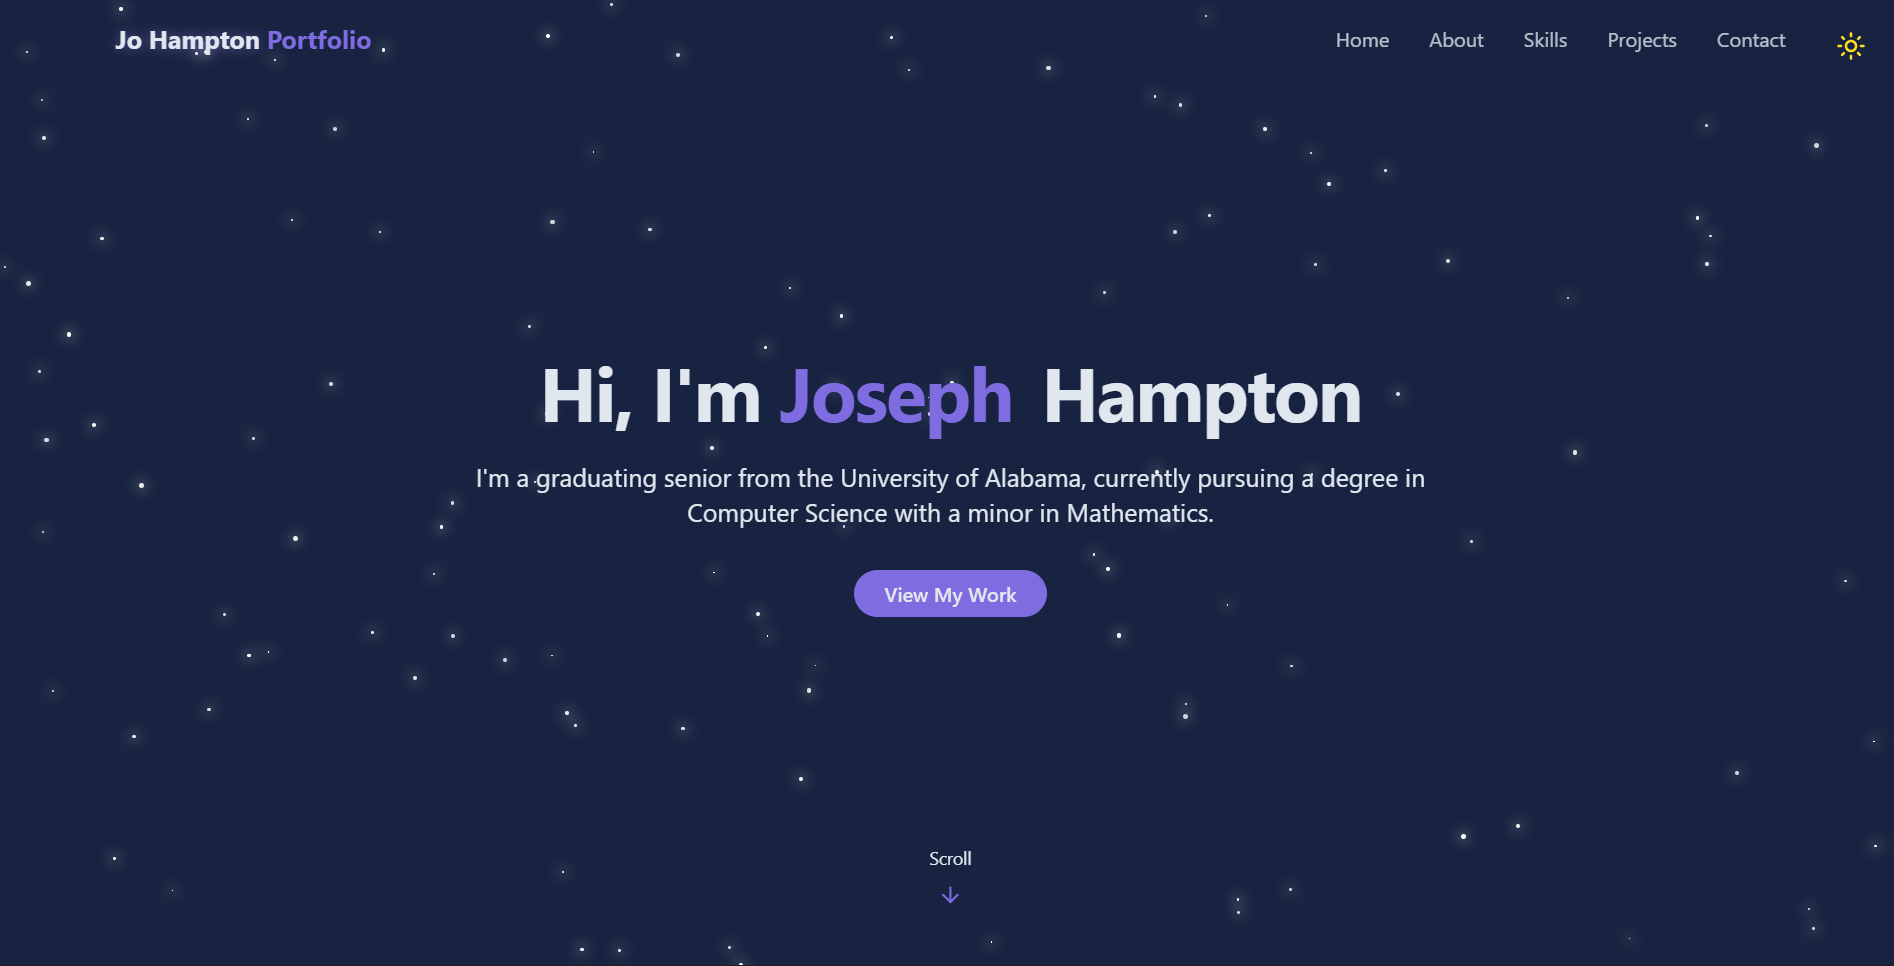 Jo Hampton Portfolio
Home About Skills Projects Contact
Hi, I'm Joseph Hampton
I'm a graduating senior from the University of Alabama, currently pursuing a degree in
Computer Science with a minor in Mathematics.
View My Work
Scroll